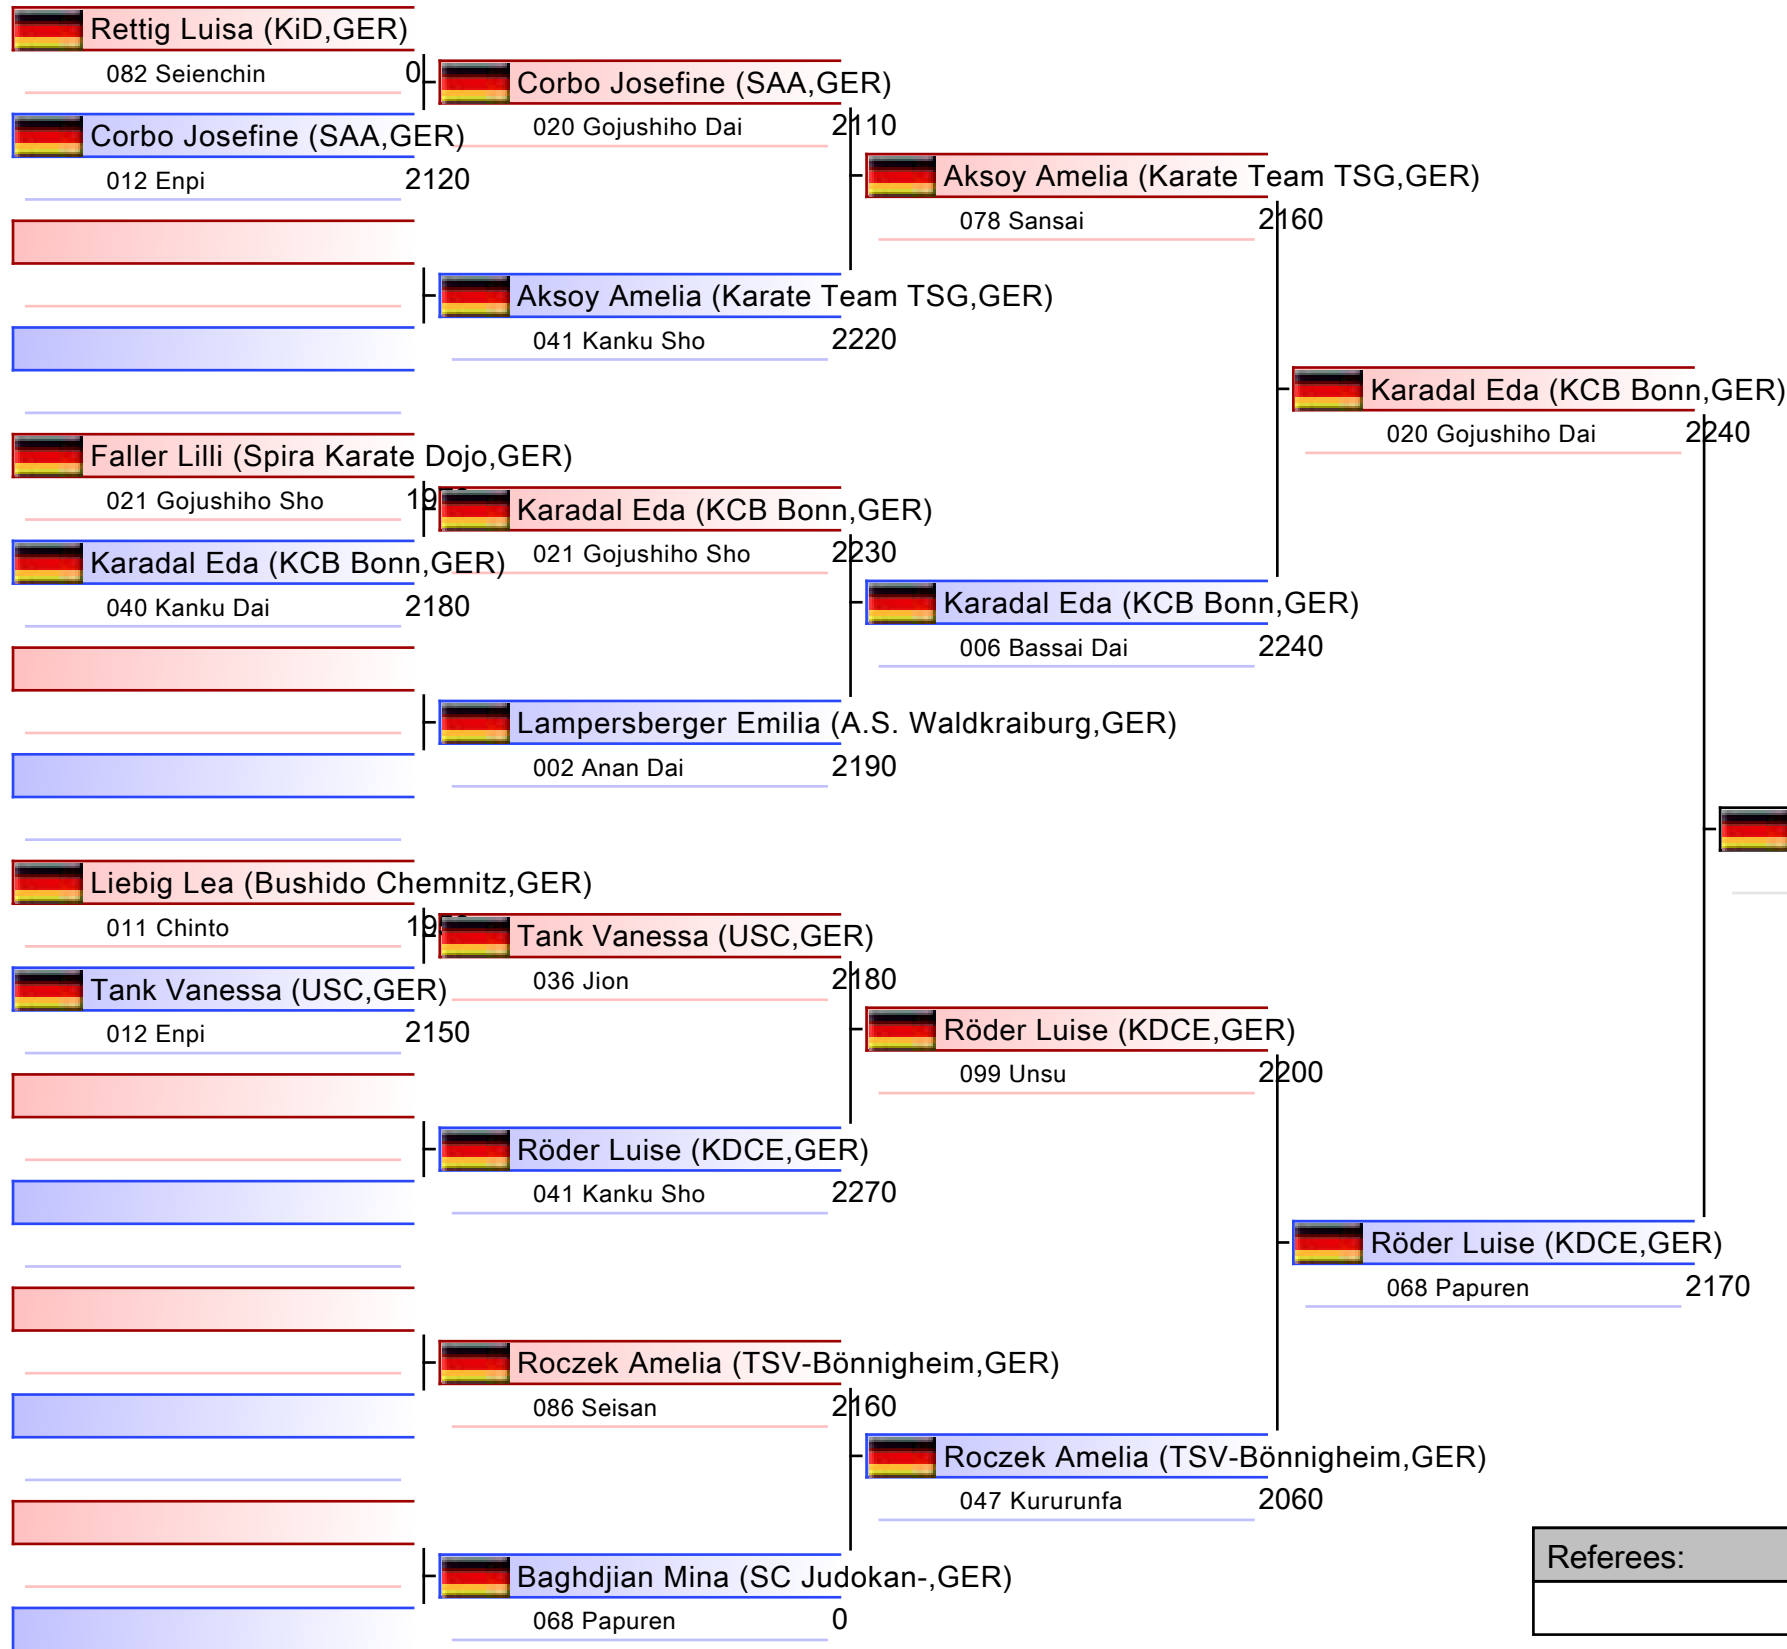 Rettig Luisa (KiD,GER)
082 Seienchin 0
Corbo Josefine (SAA,GER)
012 Enpi 2120
Faller Lilli (Spira Karate Dojo,GER)
021 Gojushiho Sho
Karadal Eda (KCB Bonn,GER)
040 Kanku Dai 2180
Liebig Lea (Bushido Chemnitz,GER)
011 Chinto
Tank Vanessa (USC,GER)
012 Enpi 2150
Corbo Josefine (SAA,GER)
020 Gojushiho Dai 2110
Aksoy Amelia (Karate Team TSG,GER)
041 Kanku Sho 2220
Karadal Eda (KCB Bonn,GER)
021 Gojushiho Sho 2230
Lampersberger Emilia (A.S. Waldkraiburg,GER)
002 Anan Dai 2190
Tank Vanessa (USC,GER)
036 Jion 2180
Röder Luise (KDCE,GER)
041 Kanku Sho 2270
Roczek Amelia (TSV-Bönnigheim,GER)
086 Seisan 2160
Baghdjian Mina (SC Judokan-,GER)
068 Papuren 0
Aksoy Amelia (Karate Team TSG,GER)
078 Sansai 2160
Karadal Eda (KCB Bonn,GER)
006 Bassai Dai 2240
Röder Luise (KDCE,GER)
099 Unsu 2200
Roczek Amelia (TSV-Bönnigheim,GER)
047 Kururunfa 2060
Karadal Eda (KCB Bonn,GER)
020 Gojushiho Dai 2240
Röder Luise (KDCE,GER)
068 Papuren 2170
Referees: